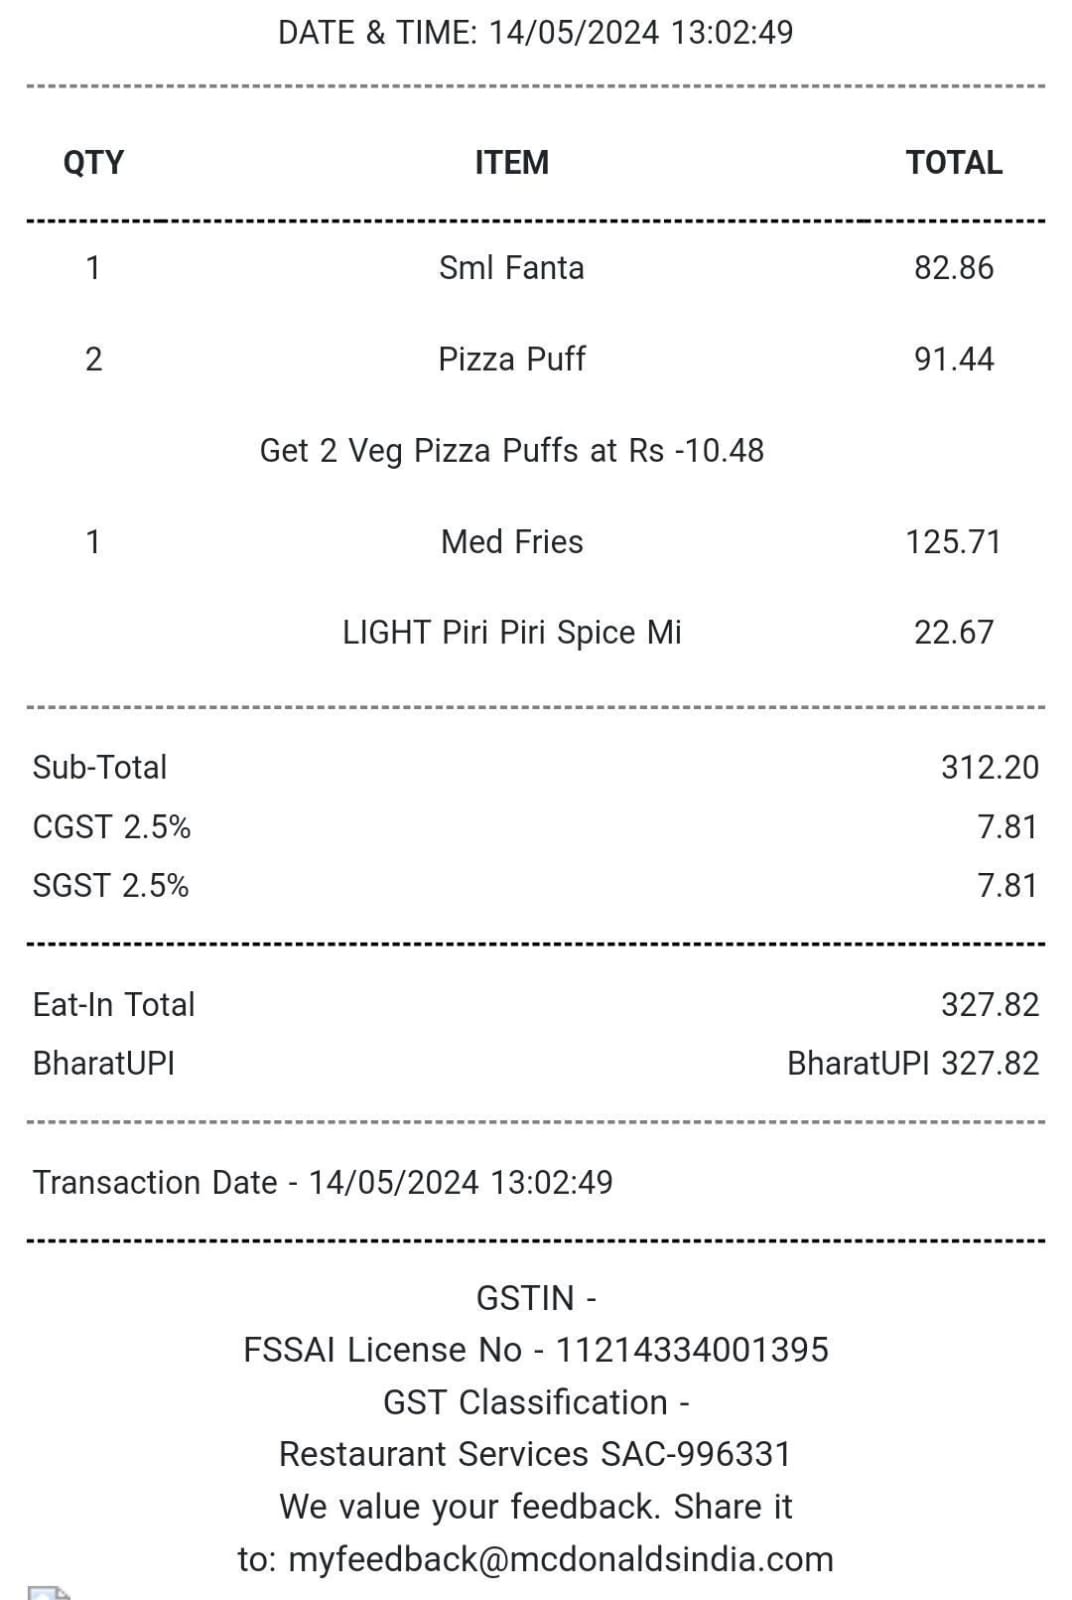 DATE & TIME: 14/05/2024 13:02:49
QTY ITEM TOTAL
1 Sml Fanta 82.86
2 Pizza Puff 91.44
Get 2 Veg Pizza Puffs at Rs -10.48
1 Med Fries 125.71
LIGHT Piri Piri Spice Mi 22.67
Sub-Total 312.20
CGST 2.5% 7.81
SGST 2.5% 7.81
Eat-In Total 327.82
BharatUPI BharatUPI 327.82
Transaction Date - 14/05/2024 13:02:49
GSTIN -
FSSAI License No - 11214334001395
GST Classification -
Restaurant Services SAC-996331
We value your feedback. Share it
to: myfeedback@mcdonaldsindia.com